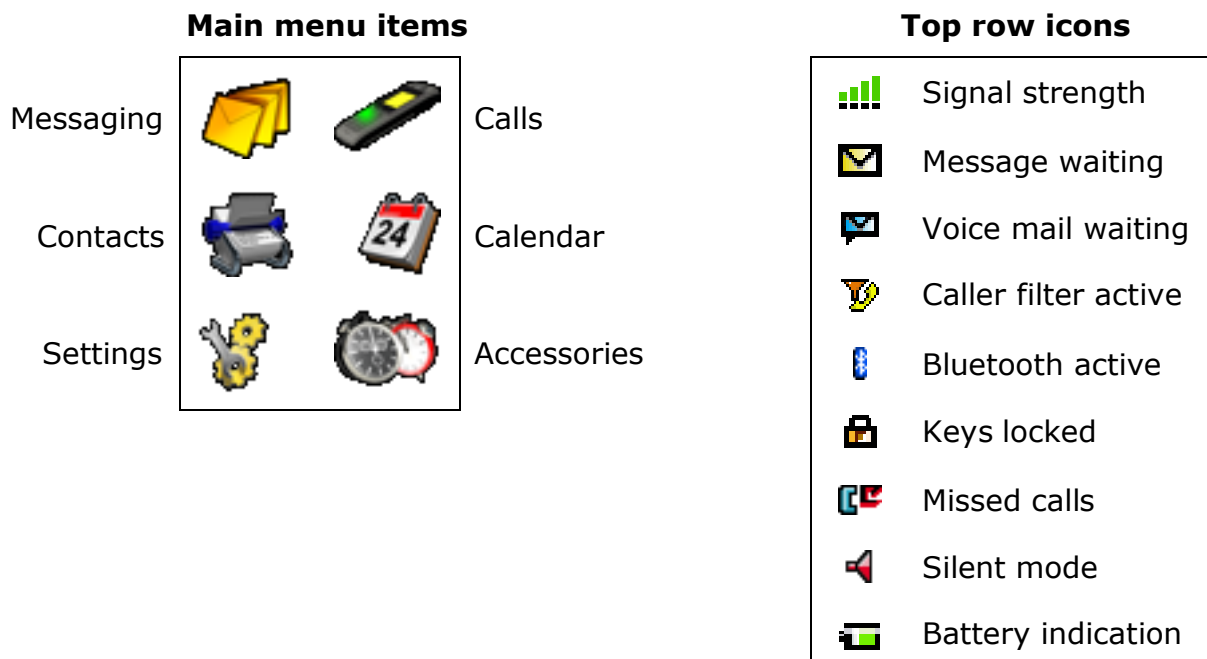 Main menu items
Messaging
Calls
Contacts
24
Calendar
Settings
Accessories
Top row icons
Signal strength
Message waiting
Voice mail waiting
Caller filter active
Bluetooth active
Keys locked
Missed calls
Silent mode
Battery indication